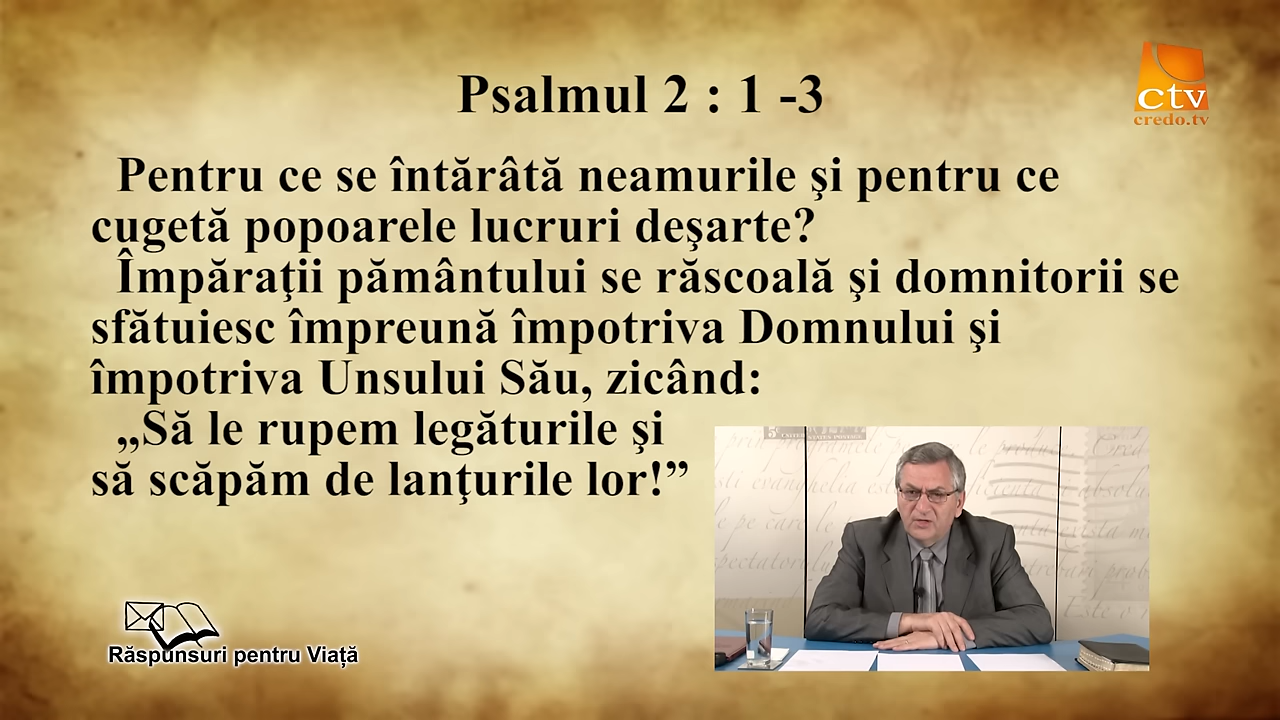 Psalmul 2 : 1 -3
ctv
credo.tv
Pentru ce se întărâtă neamurile şi pentru ce
cugetă popoarele lucruri deşarte?
Împăraţii pământului se răscoală şi domnitorii se
sfătuiesc împreună împotriva Domnului şi
împotriva Unsului Său, zicând:
„Să le rupem legăturile şi
să scăpăm de lanţurile lor!”
Răspunsuri pentru Viață